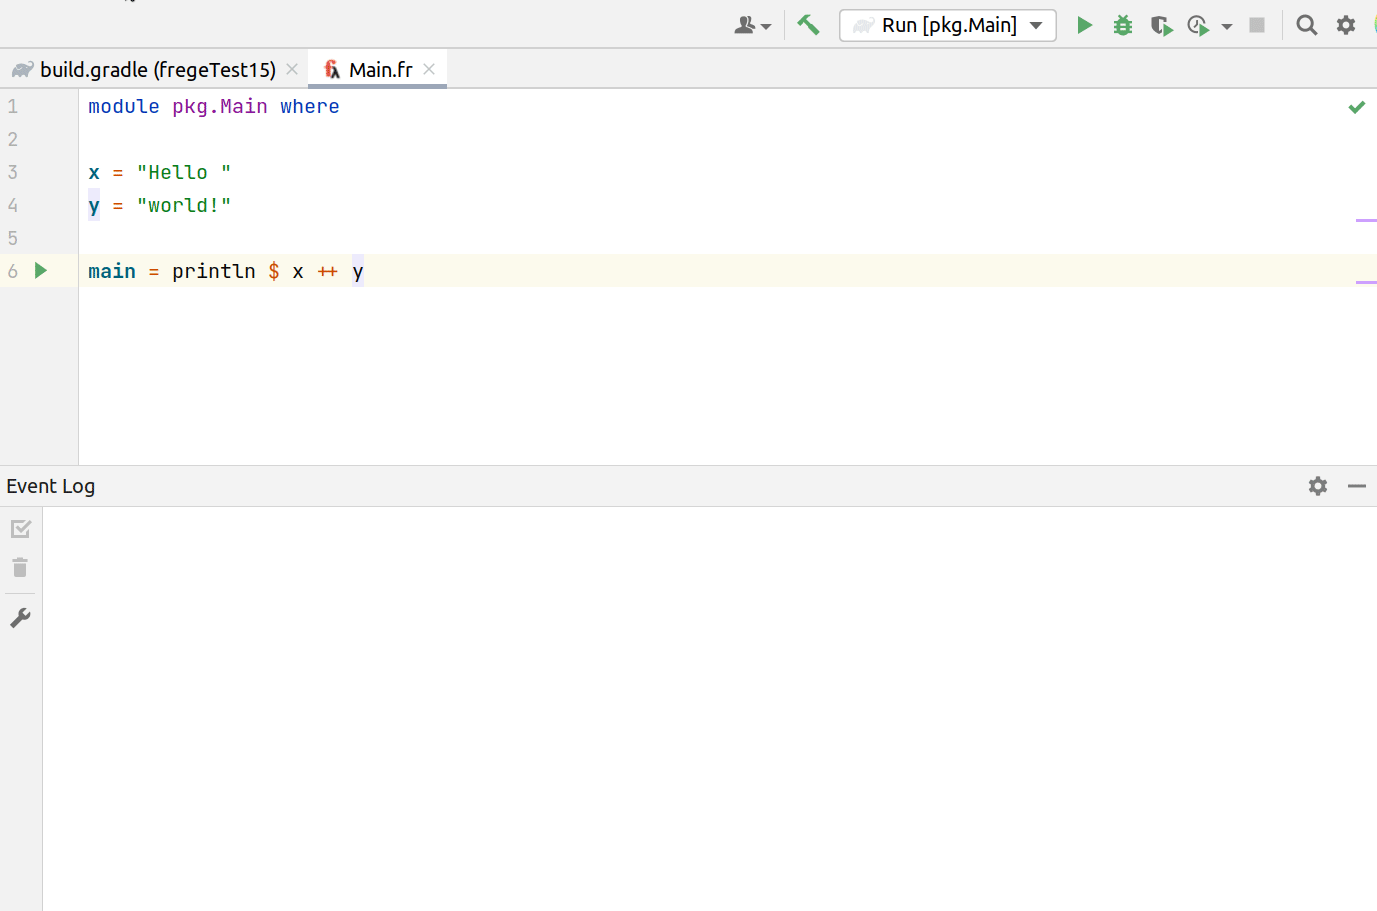 Run [pkg.Main]
build.gradle (fregeTest15) Main.fr
1 module pkg.Main where
2
3 x = "Hello "
4 y = "world!"
5
6 main = println $ x ++ y
Event Log